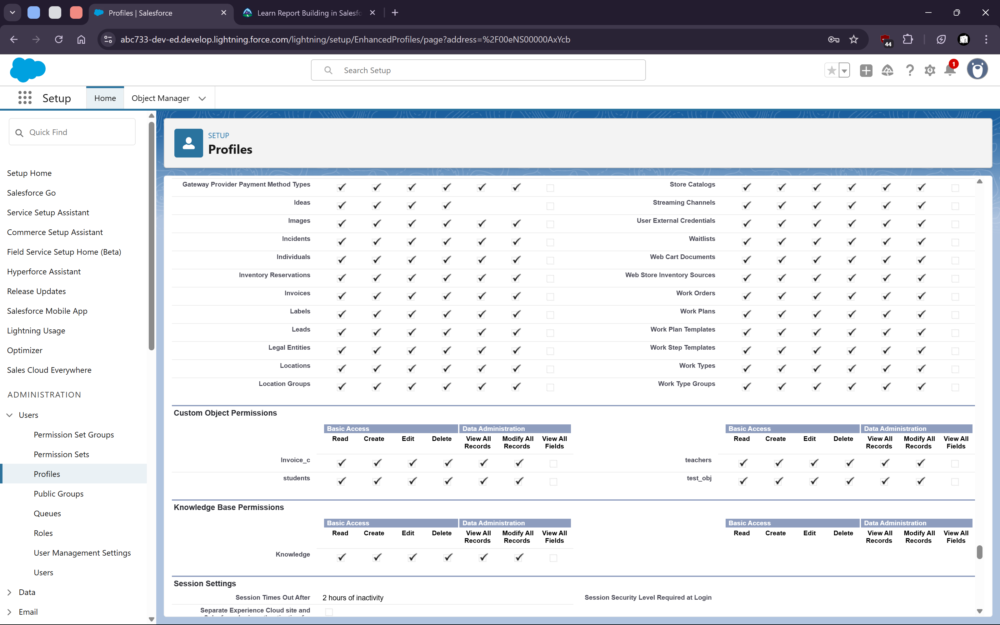 Profiles | Salesforce
Learn Report Building in Salesfo
abc733-dev-ed.develop.lightning.force.com/lightning/setup/EnhancedProfiles/page?address=%2F00eNS00000AxYcb
44
Search Setup
1
Setup
Home
Object Manager
Quick Find
Setup Home
Salesforce Go
Service Setup Assistant
Commerce Setup Assistant
Field Service Setup Home (Beta)
Hyperforce Assistant
Release Updates
Salesforce Mobile App
Lightning Usage
Optimizer
Sales Cloud Everywhere
ADMINISTRATION
Users
Permission Set Groups
Permission Sets
Profiles
Public Groups
Queues
Roles
User Management Settings
Users
Data
Email
SETUP
Profiles
Gateway Provider Payment Method Types
Store Catalogs
Ideas
Streaming Channels
Images
User External Credentials
Incidents
Waitlists
Individuals
Web Cart Documents
Inventory Reservations
Web Store Inventory Sources
Invoices
Work Orders
Labels
Work Plans
Leads
Work Plan Templates
Legal Entities
Work Step Templates
Locations
Work Types
Location Groups
Work Type Groups
Custom Object Permissions
Basic Access Data Administration Basic Access Data Administration
Read Create Edit Delete View All Records Modify All Records View All Fields Read Create Edit Delete View All Records Modify All Records View All Fields
Invoice_c
teachers
students
test_obj
Knowledge Base Permissions
Basic Access Data Administration Basic Access Data Administration
Read Create Edit Delete View All Records Modify All Records View All Fields Read Create Edit Delete View All Records Modify All Records View All Fields
Knowledge
Session Settings
Session Times Out After 2 hours of inactivity Session Security Level Required at Login
Separate Experience Cloud site and